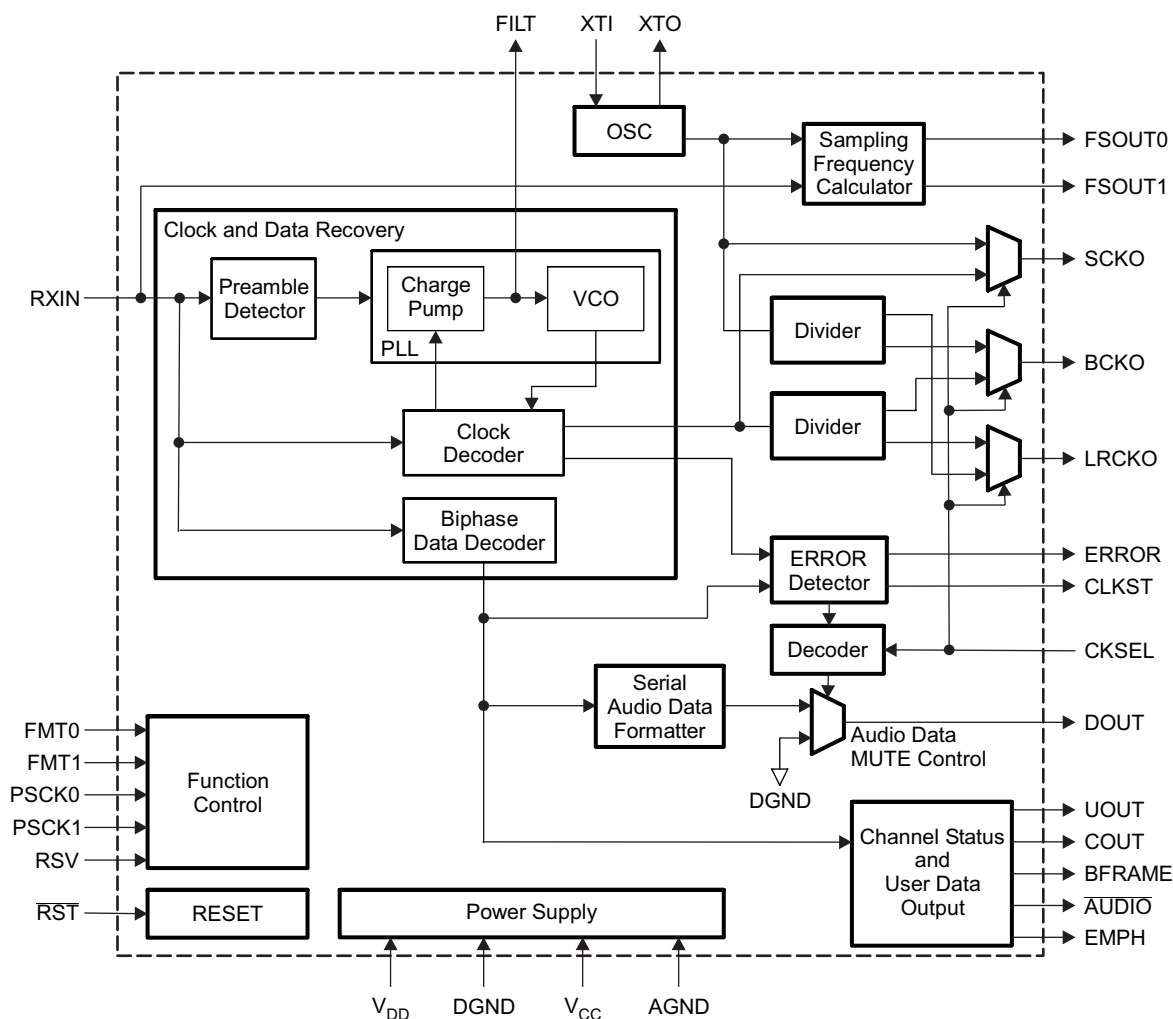 FILT XTI XTO
OSC
Sampling
Frequency
Calculator
FSOUT0
FSOUT1
Clock and Data Recovery
SCKO
RXIN
Preamble
Detector
Charge
Pump
VCO
PLL
Divider
BCKO
Clock
Decoder
Divider
LRCKO
Biphase
Data Decoder
ERROR
Detector
ERROR
CLKST
Decoder
CKSEL
Serial
Audio Data
Formatter
DOUT
Audio Data
MUTE Control
DGND
FMT0
FMT1
PSCK0
PSCK1
RSV
Function
Control
Channel Status
and
User Data
Output
UOUT
COUT
BFRAME
AUDIO
EMPH
RST
RESET
Power Supply
VDD DGND VCC AGND